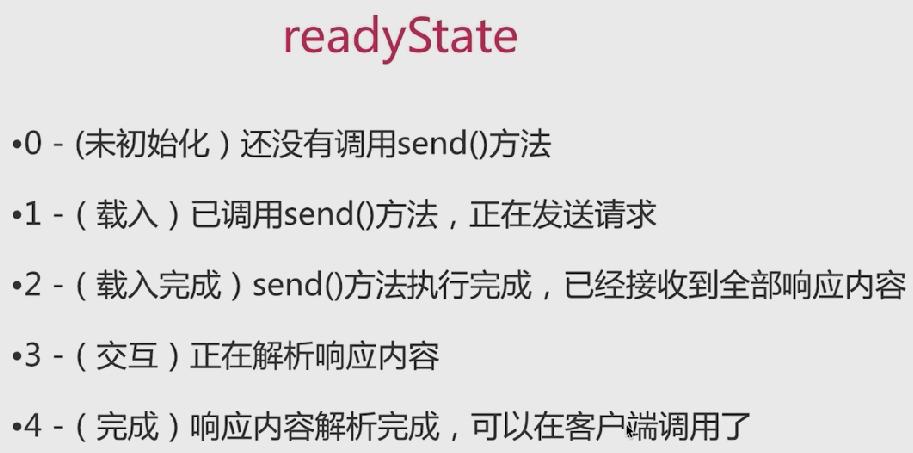 readyState
•0 - (未初始化）还没有调用send()方法
•1 -（ 载入 ）已调用send()方法，正在发送请求
•2 -（ 载入完成 ）send()方法执行完成，已经接收到全部响应内容
•3 -（ 交互 ）正在解析响应内容
•4 -（ 完成 ）响应内容解析完成，可以在客户端调用了